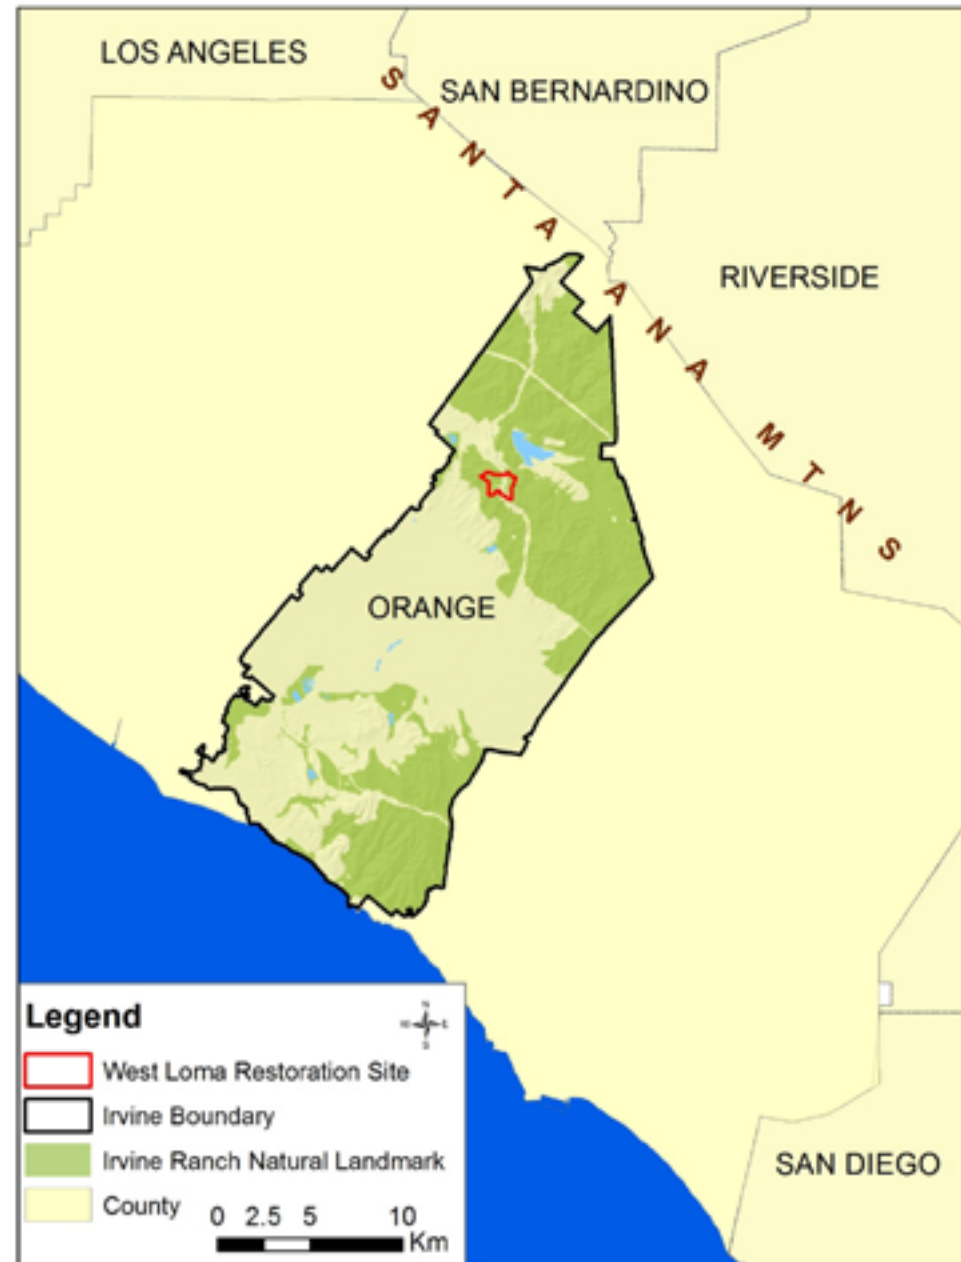 LOS ANGELES
SAN BERNARDINO
SANTA ANA MTNS
RIVERSIDE
ORANGE
Legend
N
S
West Loma Restoration Site
Irvine Boundary
Irvine Ranch Natural Landmark
County
0 2.5 5 10
Km
SAN DIEGO